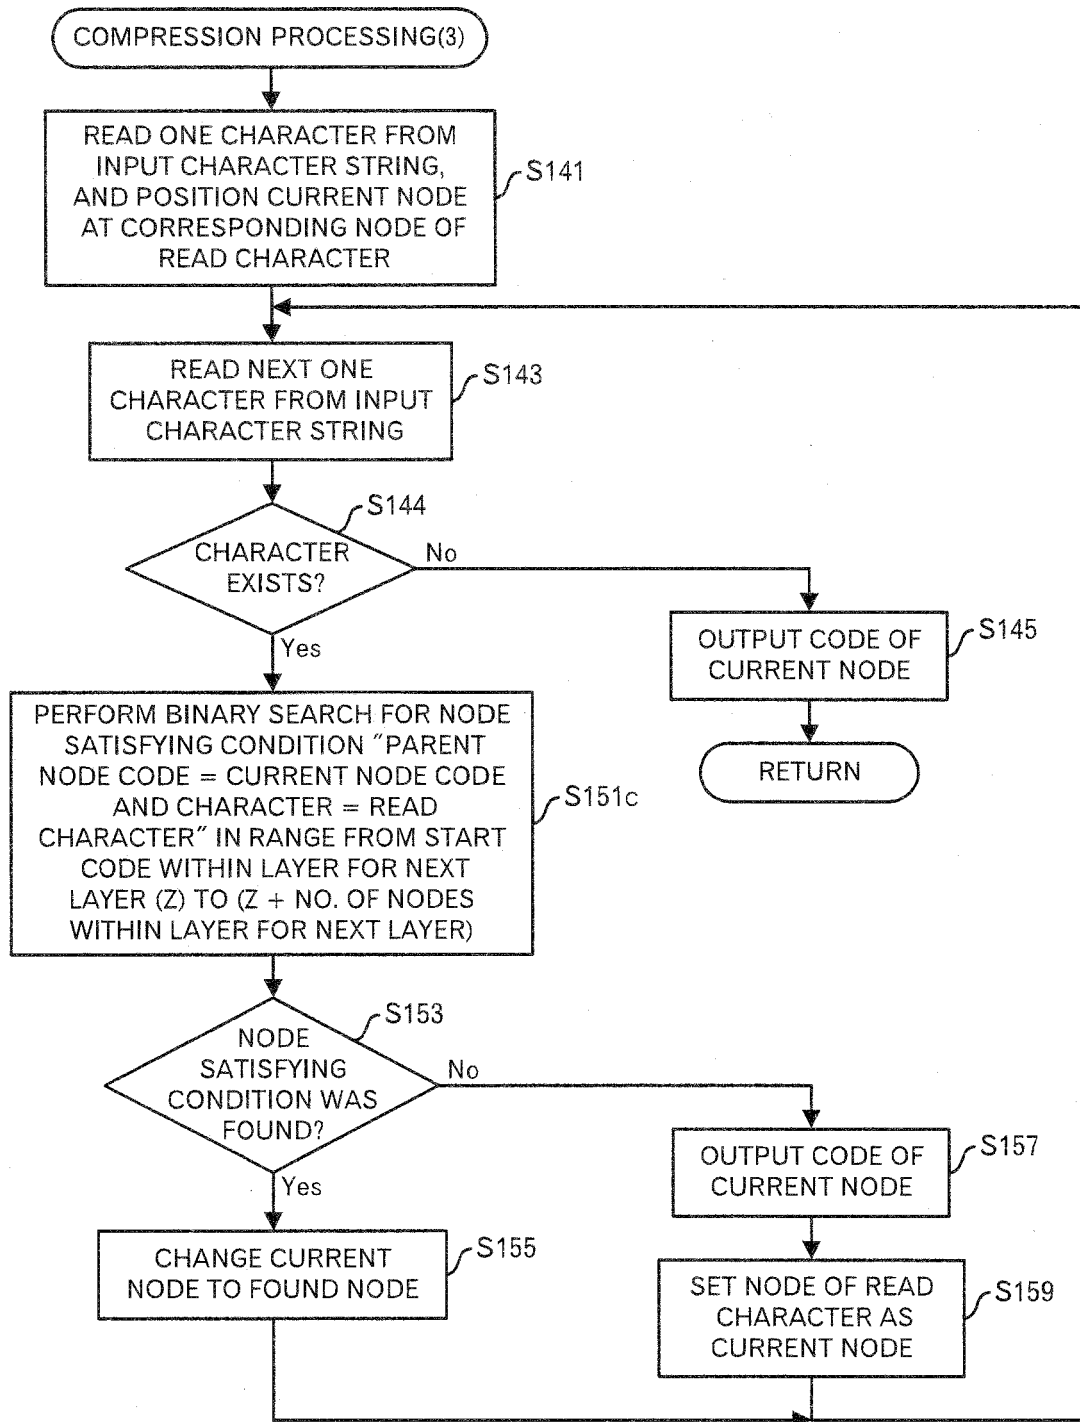 COMPRESSION PROCESSING(3)
READ ONE CHARACTER FROM
INPUT CHARACTER STRING,
AND POSITION CURRENT NODE
AT CORRESPONDING NODE OF
READ CHARACTER
S141
READ NEXT ONE
CHARACTER FROM INPUT
CHARACTER STRING
S143
S144
CHARACTER
EXISTS?
No
Yes
OUTPUT CODE OF
CURRENT NODE
S145
RETURN
PERFORM BINARY SEARCH FOR NODE
SATISFYING CONDITION "PARENT
NODE CODE = CURRENT NODE CODE
AND CHARACTER = READ
CHARACTER" IN RANGE FROM START
CODE WITHIN LAYER FOR NEXT
LAYER (Z) TO (Z + NO. OF NODES
WITHIN LAYER FOR NEXT LAYER)
S151c
S153
NODE
SATISFYING
CONDITION WAS
FOUND?
No
Yes
OUTPUT CODE OF
CURRENT NODE
S157
CHANGE CURRENT
NODE TO FOUND NODE
S155
SET NODE OF READ
CHARACTER AS
CURRENT NODE
S159